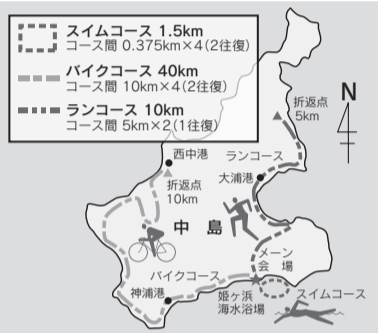 スイムコース 1.5km
コース間 0.375km×4(2往復)
バイクコース 40km
コース間 10km×4(2往復)
ランコース 10km
コース間 5km×2(1往復)
N
折返点
5km
西中港
ランコース
大浦港
折返点
10km
中島
メーン
会場
バイクコース
神浦港
姫ヶ浜
海水浴場
スイムコース